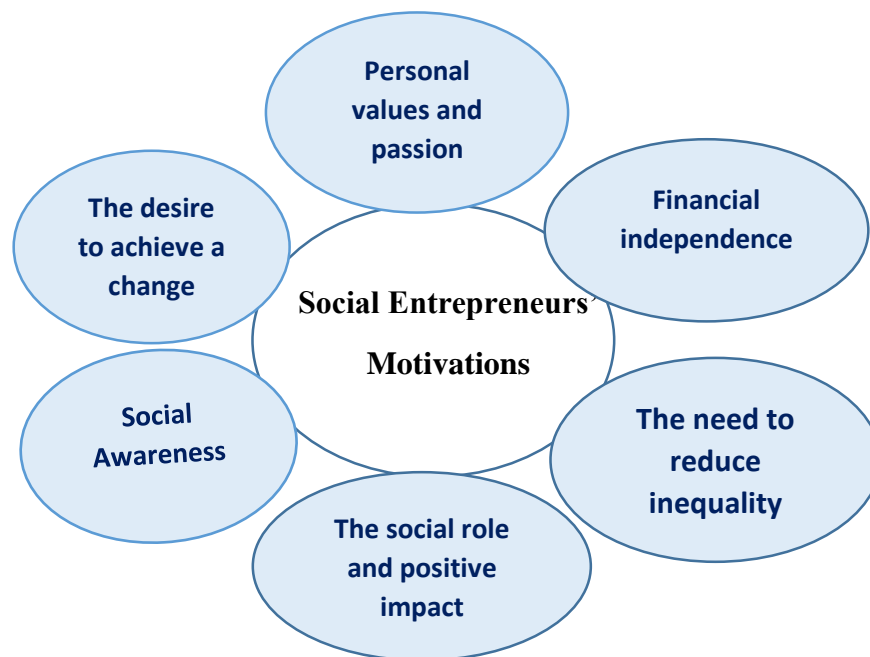 Personal
values and
passion
The desire
to achieve a
change
Financial
independence
Social Entrepreneurs’
Motivations
Social
Awareness
The need to
reduce
inequality
The social role
and positive
impact